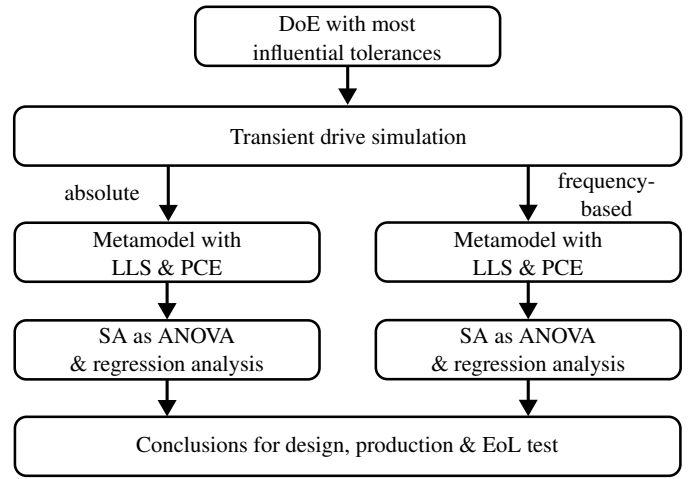 DoE with most
influential tolerances
Transient drive simulation
absolute
frequency-
based
Metamodel with
LLS & PCE
Metamodel with
LLS & PCE
SA as ANOVA
& regression analysis
SA as ANOVA
& regression analysis
Conclusions for design, production & EoL test